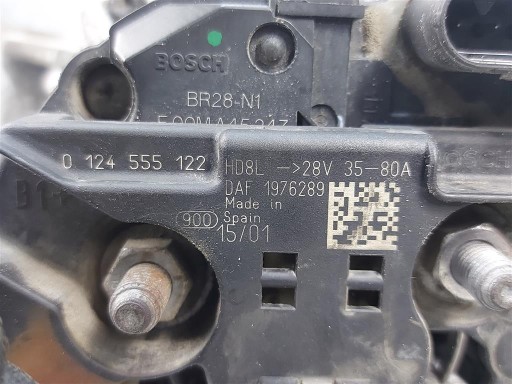 BOSCH
BR28-N1
0 124 555 122 HD8L →28V 35-80A
DAF 1976289
Made in
900 Spain
15/01
B1+